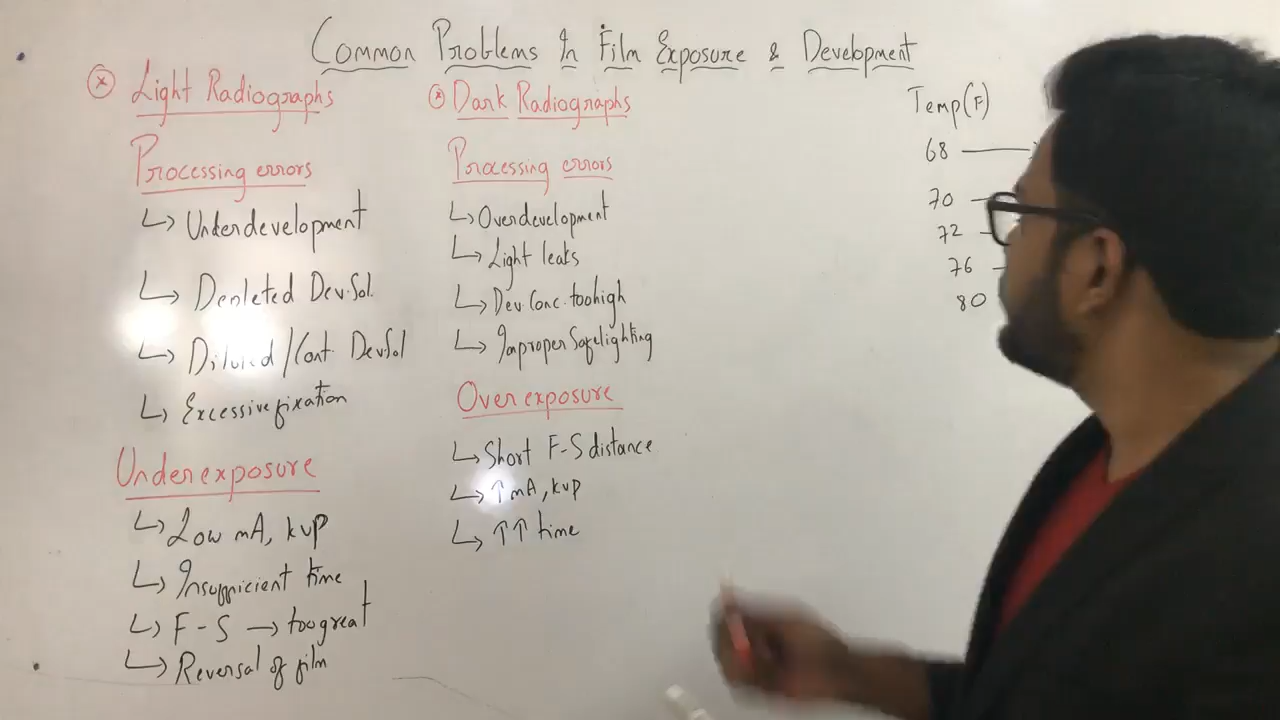 Common Problems In Film Exposure & Development
Light Radiographs
Processing errors
↳ Underdevelopment
↳ Depleted Dev.Sol.
↳ Diluted/Cont. DevSol
↳ Excessive fixation
Underexposure
↳ Low mA, kvp
↳ Insufficient time
↳ F-S → too great
↳ Reversal of film
Dark Radiographs
Processing errors
↳ Overdevelopment
↳ Light leaks
↳ Dev.Conc. too high
↳ Improper Safelighting
Overexposure
↳ Short F-S distance
↳ ↑ mA, kvp
↳ ↑↑ time
Temp(F)
68
70
72
76
80